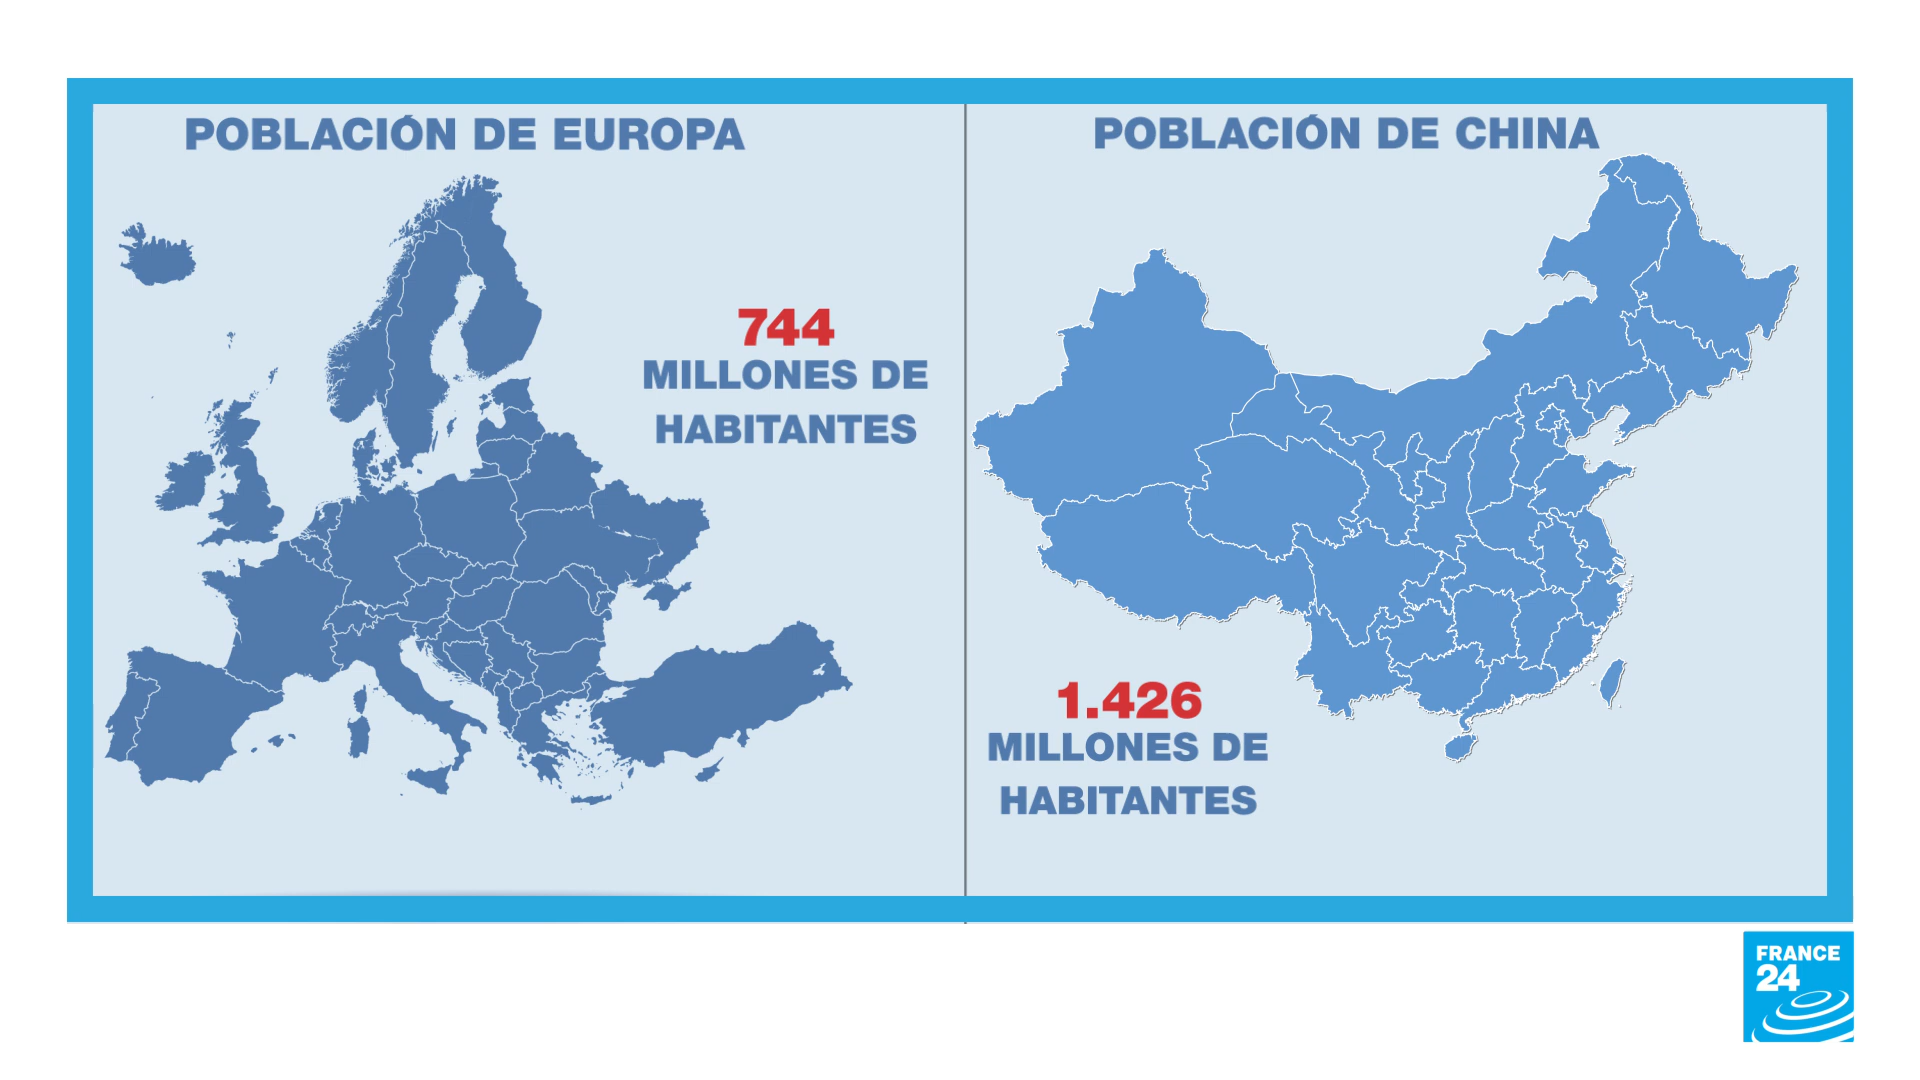 POBLACIÓN DE EUROPA
744
MILLONES DE
HABITANTES
POBLACIÓN DE CHINA
1.426
MILLONES DE
HABITANTES
FRANCE
24